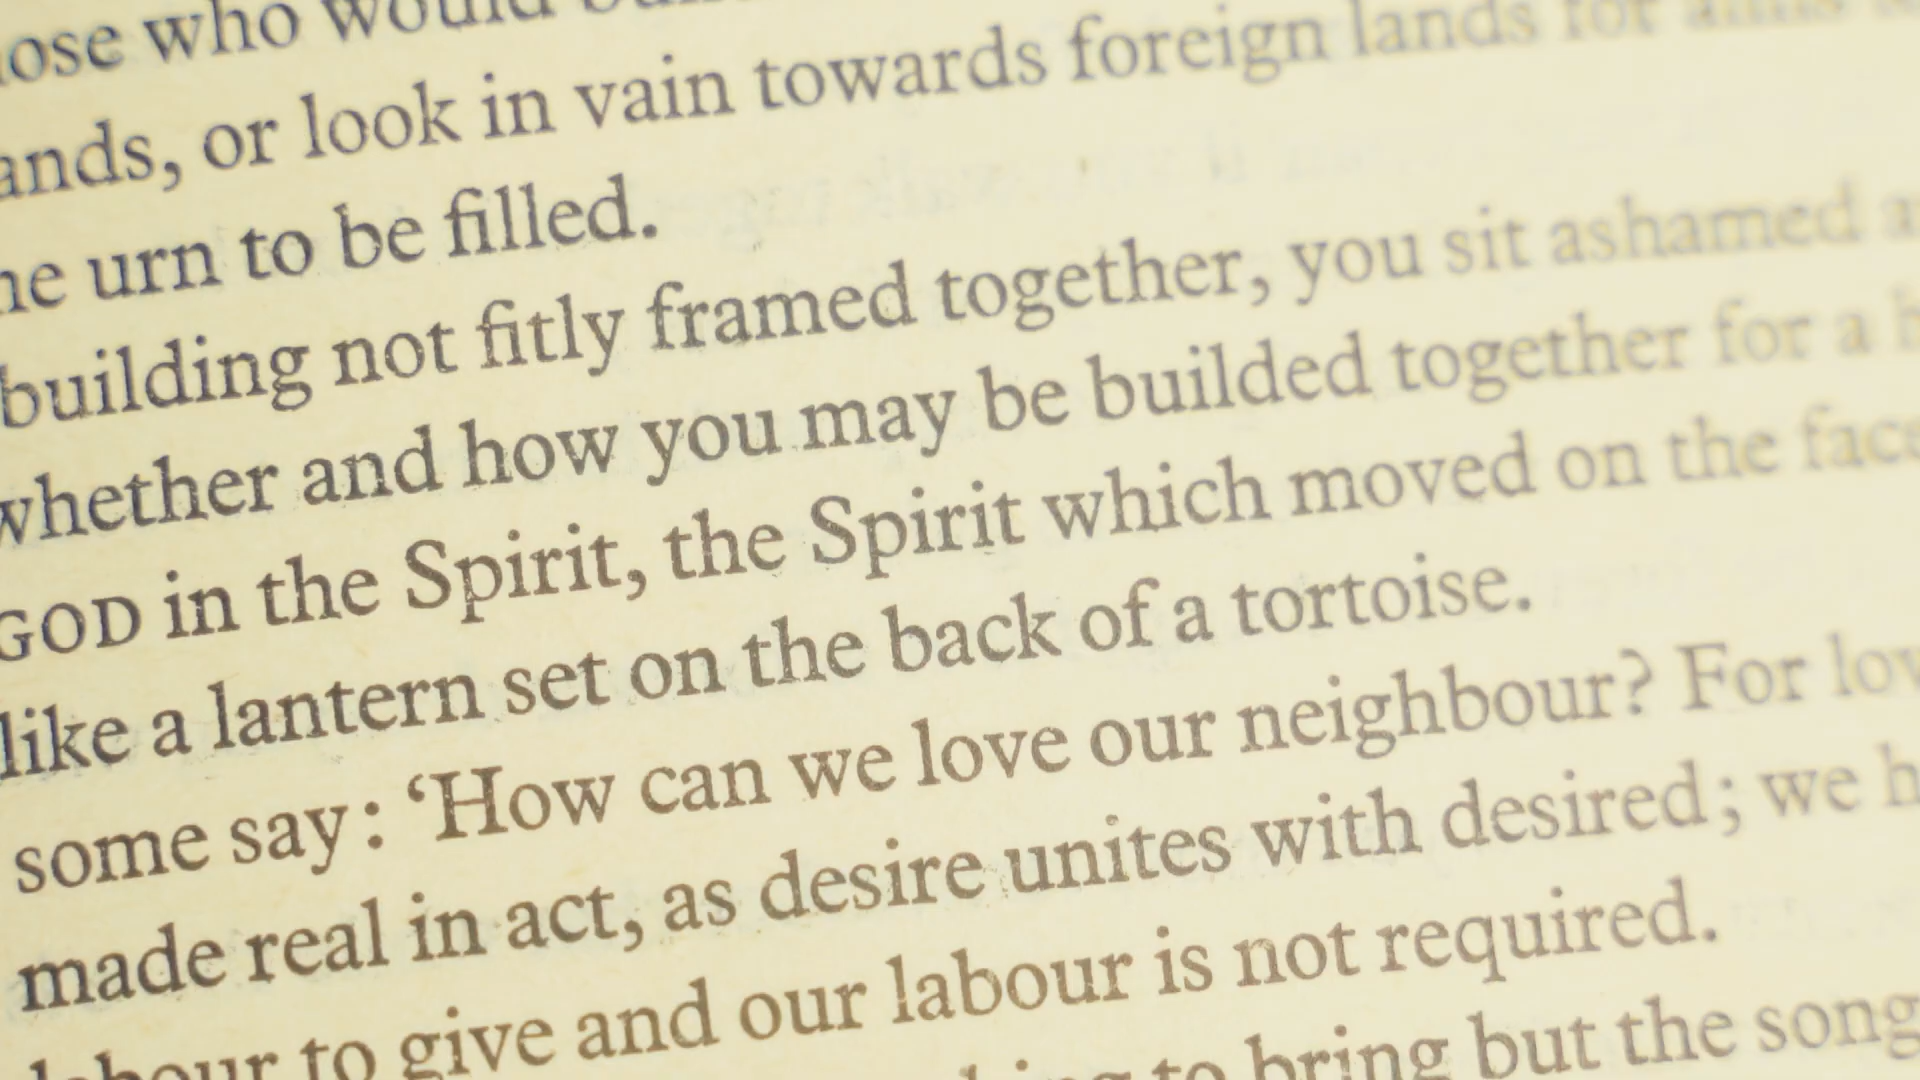 who would
ands, or look in vain towards foreign lands for alms
urn to be filled.
building not fitly framed together, you sit ashamed
whether and how you may be builded together for a
GOD in the Spirit, the Spirit which moved on the face
like a lantern set on the back of a tortoise.
some say: ‘How can we love our neighbour? For
made real in act, as desire unites with desired; we
labour to give and our labour is not required.
to bring but the song